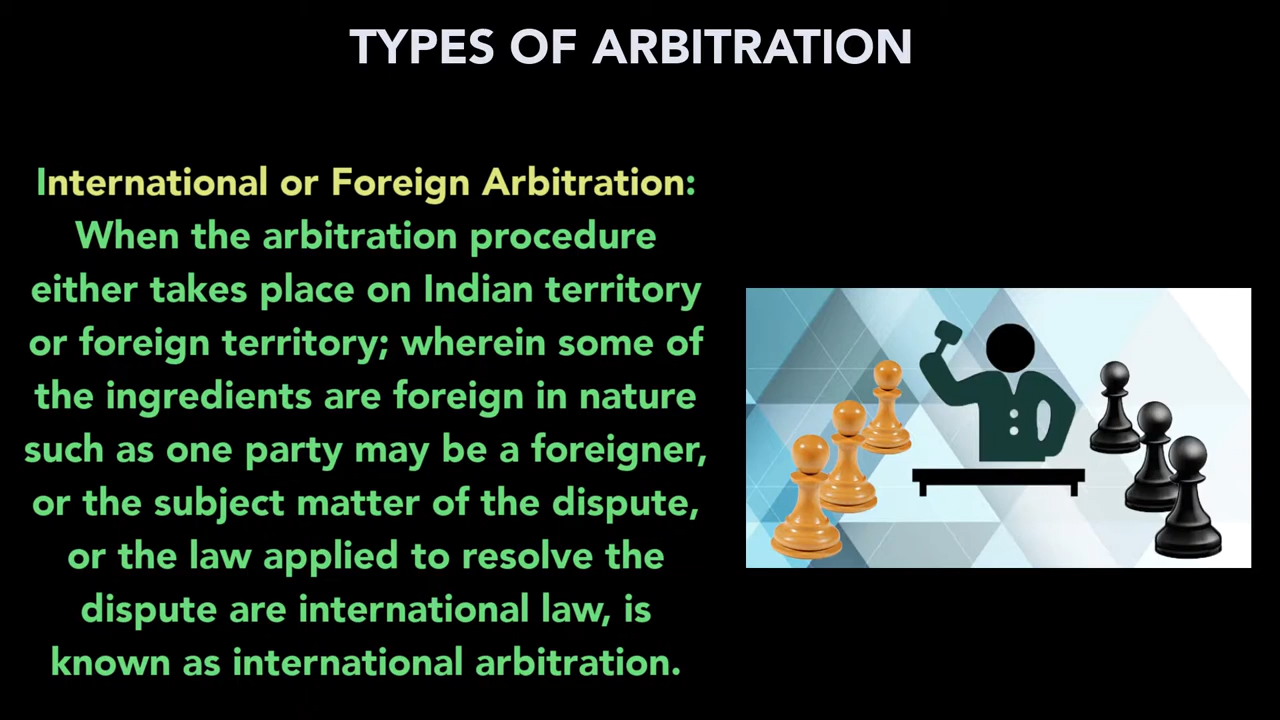 TYPES OF ARBITRATION
International or Foreign Arbitration:
When the arbitration procedure
either takes place on Indian territory
or foreign territory; wherein some of
the ingredients are foreign in nature
such as one party may be a foreigner,
or the subject matter of the dispute,
or the law applied to resolve the
dispute are international law, is
known as international arbitration.